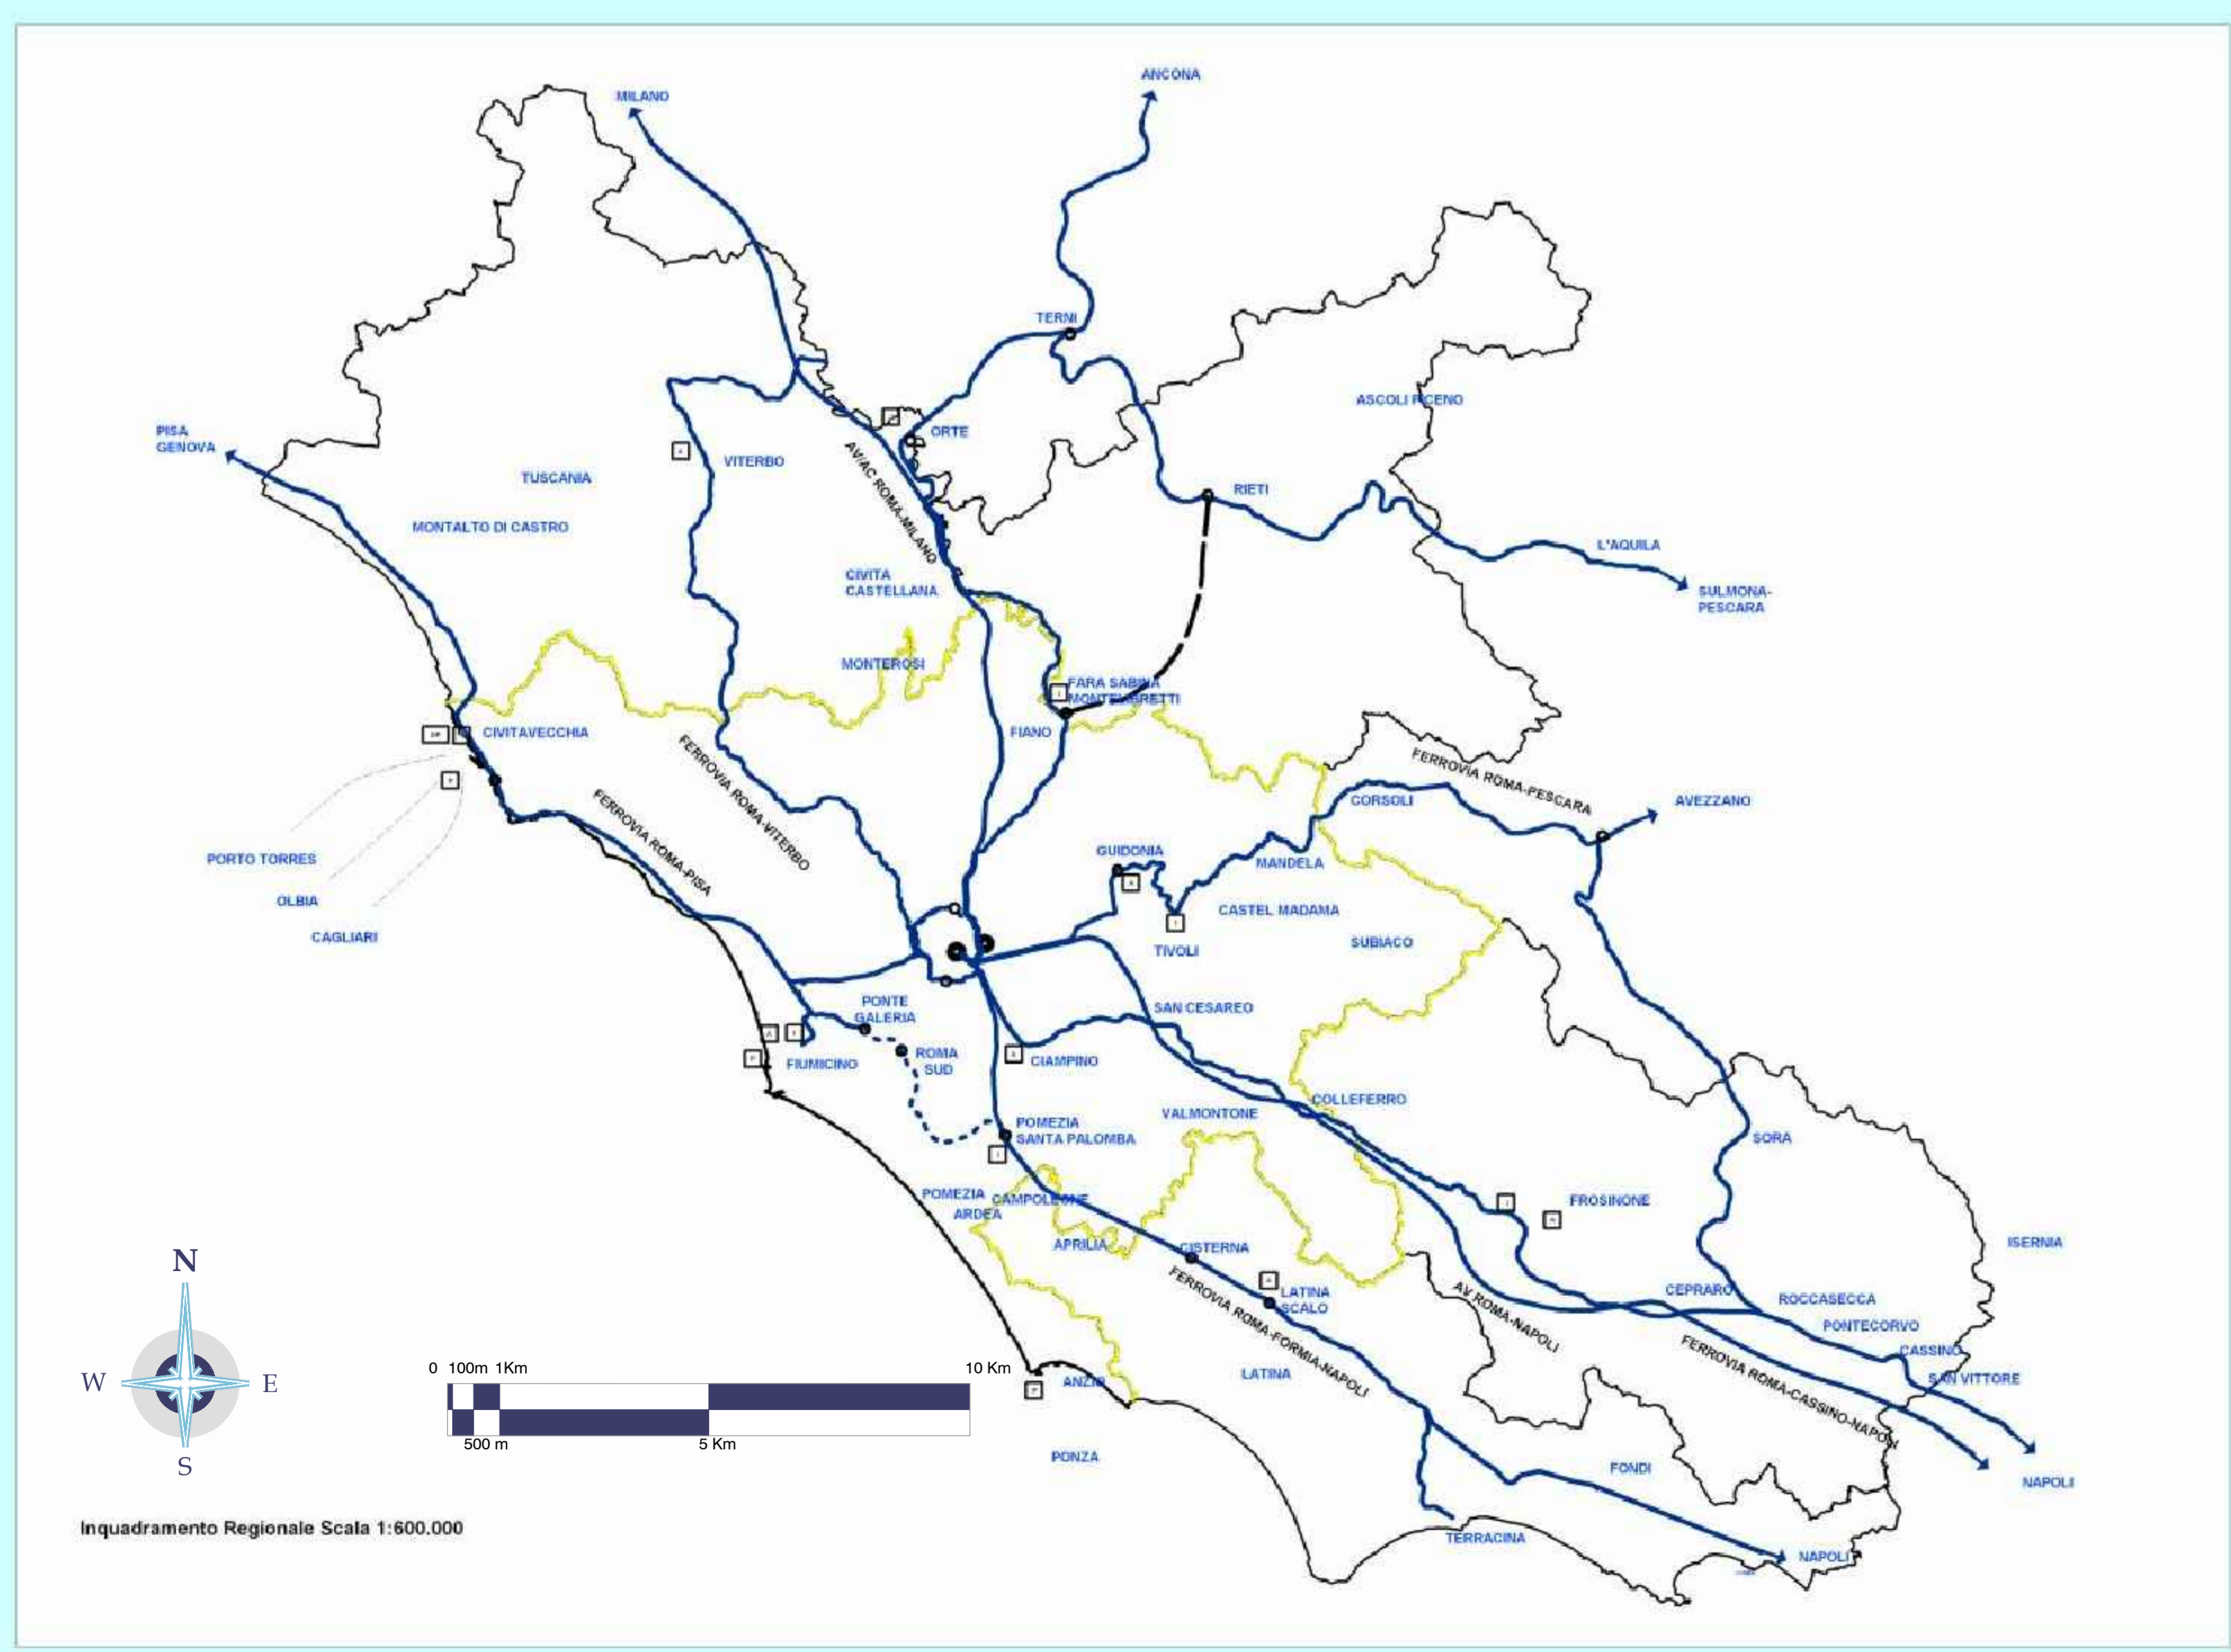 ANCONA
MILANO
TERNI
ASCOLI PICENO
PISA
GENOVA
ORTE
VITERBO
TUSCANIA
RIETI
MONTALTO DI CASTRO
AV/AC ROMA-MILANO
L'AQUILA
CIVITA
CASTELLANA
SULMONA-
PESCARA
MONTEROSI
FARA SABINA
MONTELIBRETTI
CIVITAVECCHIA
FIANO
FERROVIA ROMA-PESCARA
FERROVIA ROMA-VITERBO
FERROVIA ROMA-PISA
CORSOLI
AVEZZANO
PORTO TORRES
GUIDONIA
MANDELA
OLBIA
CASTEL MADAMA
CAGLIARI
TIVOLI
SUBIACO
PONTE
GALERIA
SAN CESAREO
FIUMICINO
ROMA
SUD
CIAMPINO
COLLEFERRO
VALMONTONE
POMEZIA
SANTA PALOMBA
SORA
POMEZIA
CAMPOLEONE
ARDEA
FROSINONE
APRILIA
CISTERNA
ISERNIA
N
W
E
S
LATINA
SCALO
CEPRARO
ROCCASECCA
PONTECORVO
FERROVIA ROMA-FORMIA-NAPOLI
AV ROMA-NAPOLI
FERROVIA ROMA-CASSINO-NAPOLI
CASSINO
SAN VITTORE
0 100m 1Km
10 Km
500 m
5 Km
ANZIO
LATINA
PONZA
FONDI
NAPOLI
TERRACINA
NAPOLI
Inquadramento Regionale Scala 1:600.000